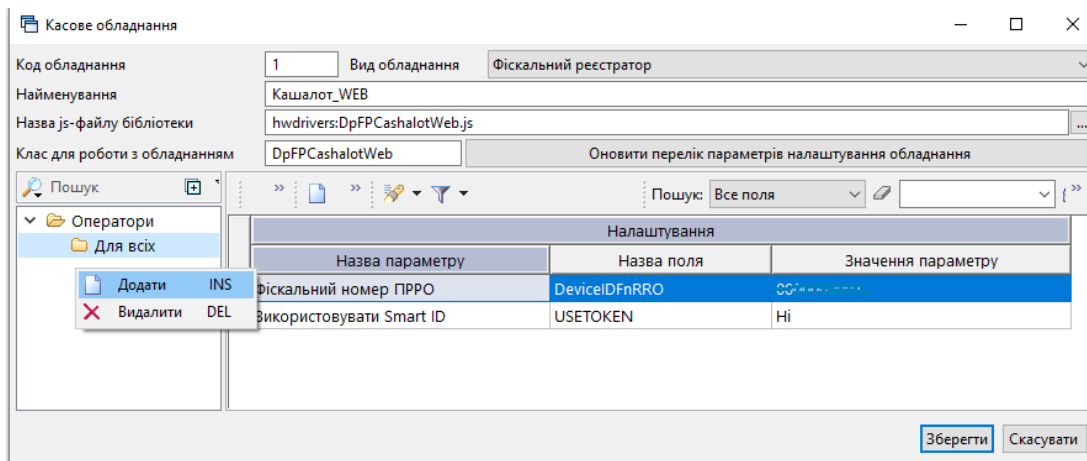 Касове обладнання
Код обладнання 1 Вид обладнання Фіскальний реєстратор
Найменування Кашалот_WEB
Назва js-файлу бібліотеки hwdrivers:DpFPCashalotWeb.js ...
Клас для роботи з обладнанням DpFPCashalotWeb Оновити перелік параметрів налаштування обладнання
Пошук Пошук: Все поля
Оператори
Для всіх
Налаштування
Назва параметру Назва поля Значення параметру
Додати INS
Фіскальний номер ПРРО DeviceIDFnRRO
Видалити DEL
Використовувати Smart ID USETOKEN Ні
Зберегти Скасувати